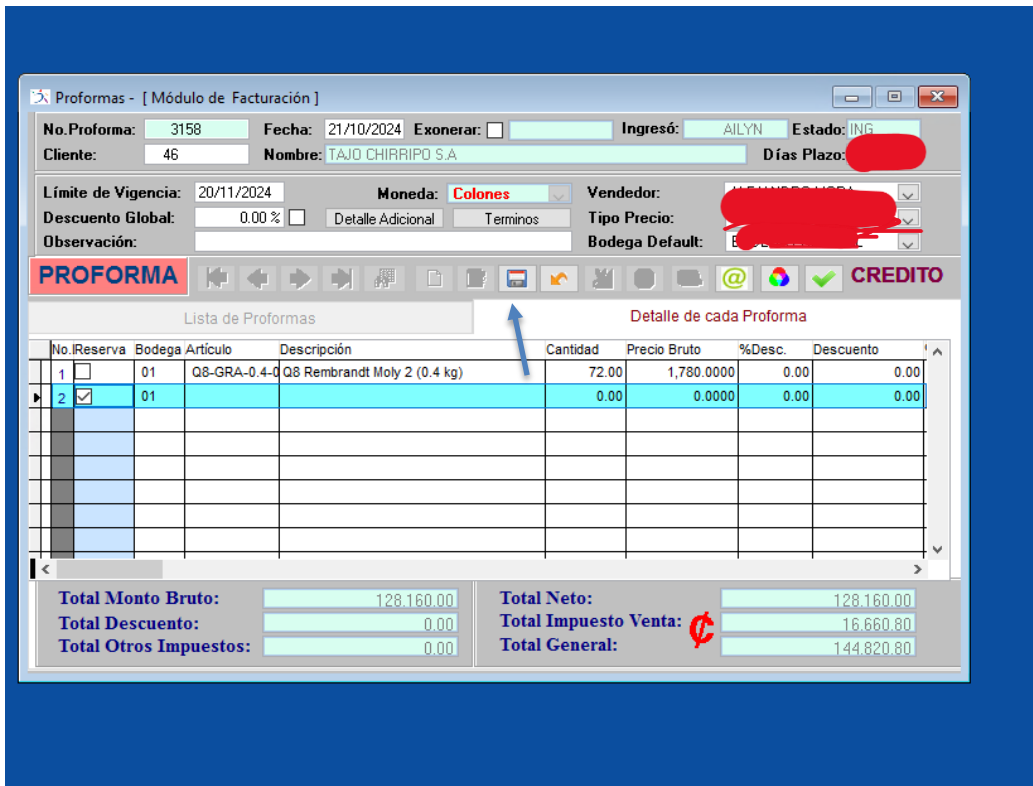 Proformas - [ Módulo de Facturación ]
No.Proforma: 3158 Fecha: 21/10/2024 Exonerar: Ingresó: AILYN Estado: ING
Cliente: 46 Nombre: TAJO CHIRRIPO S.A Días Plazo:
Límite de Vigencia: 20/11/2024 Moneda: Colones Vendedor:
Descuento Global: 0.00 % Detalle Adicional Terminos Tipo Precio:
Observación: Bodega Default:
PROFORMA @ CREDITO
Lista de Proformas Detalle de cada Proforma
No.IReserva Bodega Artículo Descripción Cantidad Precio Bruto %Desc. Descuento
1 01 Q8-GRA-0.4-0 Q8 Rembrandt Moly 2 (0.4 kg) 72.00 1,780.0000 0.00 0.00
2 01 0.00 0.0000 0.00 0.00
Total Monto Bruto: 128.160.00 Total Neto: 128.160.00
Total Descuento: 0.00 Total Impuesto Venta: ₡ 16.660.80
Total Otros Impuestos: 0.00 Total General: 144.820.80